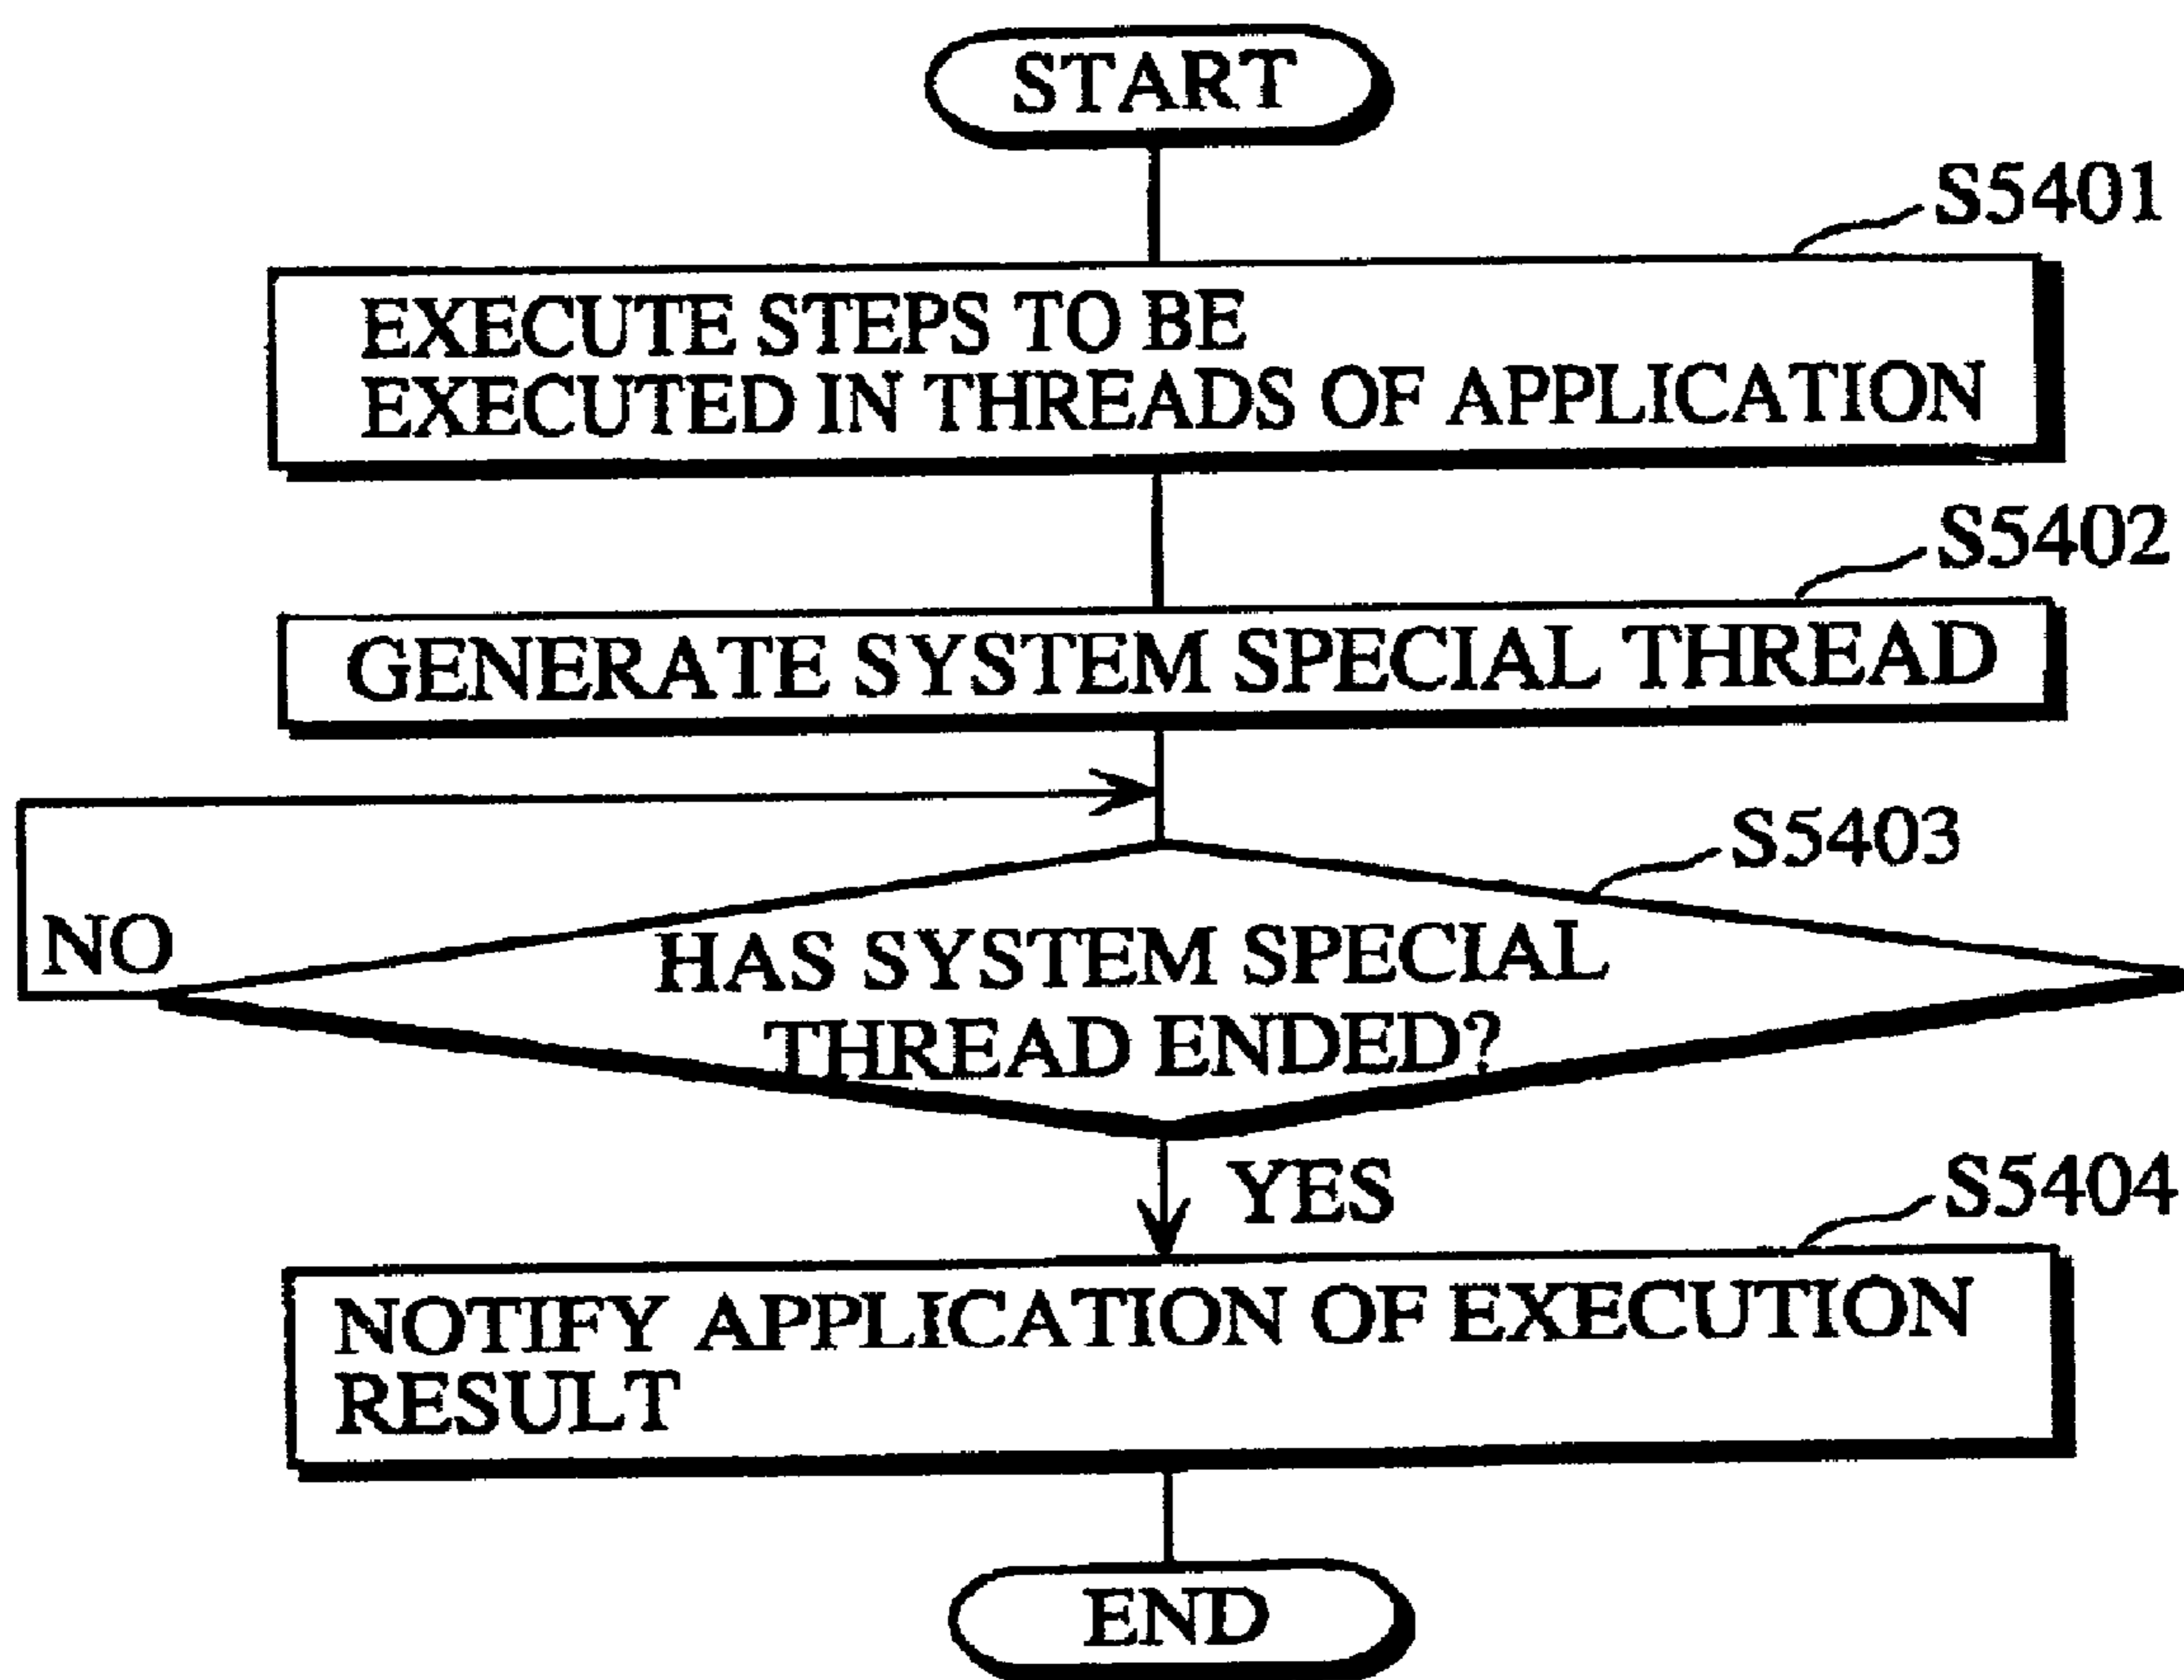 START
S5401
EXECUTE STEPS TO BE
EXECUTED IN THREADS OF APPLICATION
S5402
GENERATE SYSTEM SPECIAL THREAD
S5403
NO
HAS SYSTEM SPECIAL
THREAD ENDED?
YES
S5404
NOTIFY APPLICATION OF EXECUTION
RESULT
END